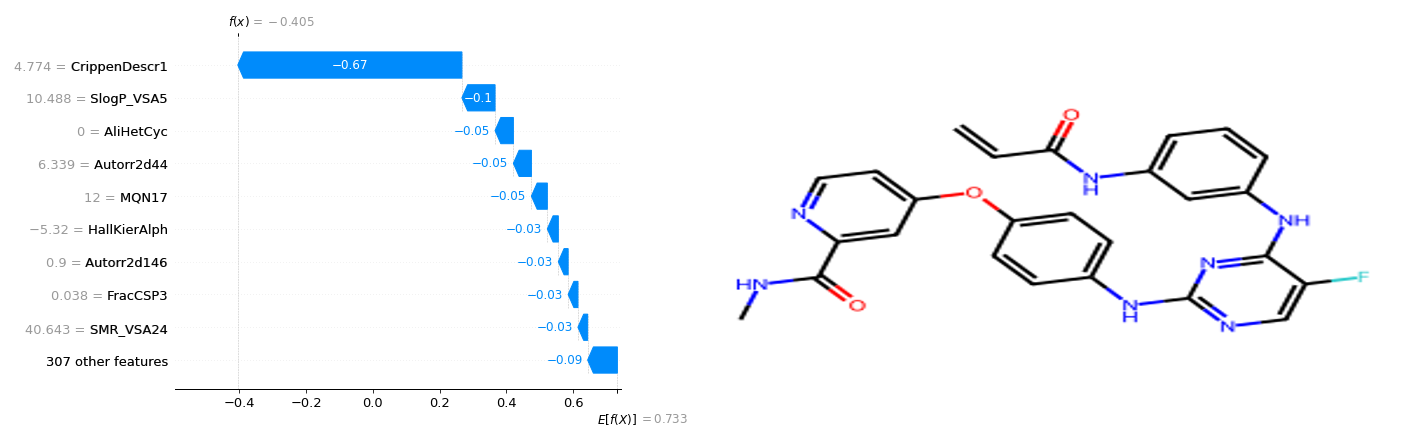 f(x) = −0.405
4.774 = CrippenDescr1
−0.67
10.488 = SlogP_VSA5
−0.1
0 = AliHetCyc
−0.05
6.339 = Autorr2d44
−0.05
12 = MQN17
−0.05
−5.32 = HallKierAlph
−0.03
0.9 = Autorr2d146
−0.03
0.038 = FracCSP3
−0.03
40.643 = SMR_VSA24
−0.03
307 other features
−0.09
−0.4 −0.2 0.0 0.2 0.4 0.6
E[f(X)] = 0.733
O
N
H
O
N
NH
N
F
HN
O
N
H
N